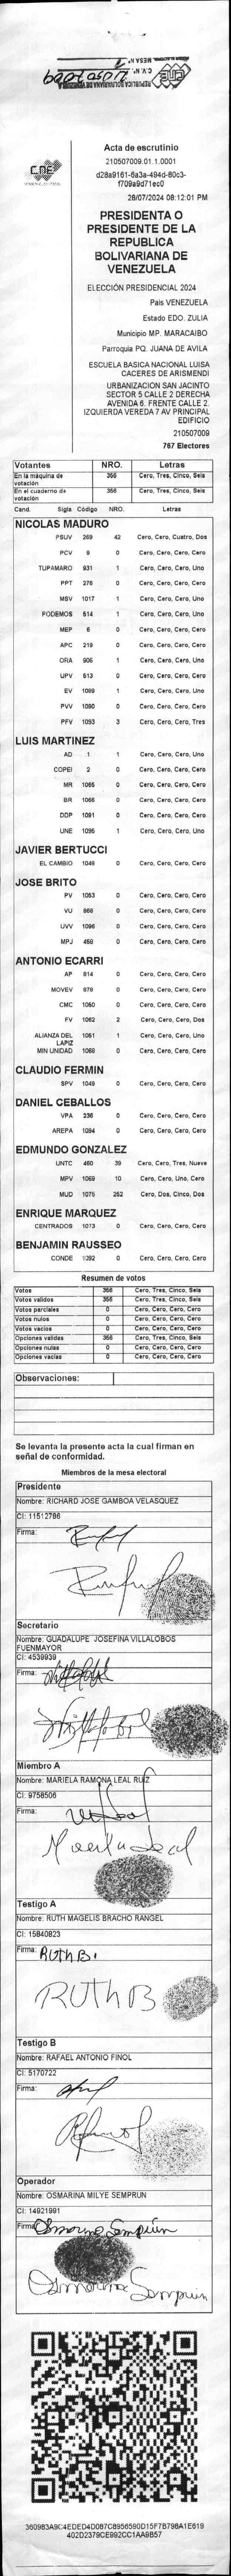 MESA Nº
C.V. Nº
CNE
REPUBLICA BOLIVARIANA DE VENEZUELA
CNE
Acta de escrutinio
210507009.01.1.0001
d28a9161-6a3a-494d-80c3-
f709a9d71ec0
28/07/2024 08:12:01 PM
PRESIDENTA O
PRESIDENTE DE LA
REPUBLICA
BOLIVARIANA DE
VENEZUELA
ELECCIÓN PRESIDENCIAL 2024
Pais VENEZUELA
Estado EDO. ZULIA
Municipio MP. MARACAIBO
Parroquia PQ. JUANA DE AVILA
ESCUELA BASICA NACIONAL LUISA
CACERES DE ARISMENDI
URBANIZACION SAN JACINTO
SECTOR 5 CALLE 2 DERECHA
AVENIDA 6. FRENTE CALLE 2.
IZQUIERDA VEREDA 7 AV PRINCIPAL
EDIFICIO
210507009
767 Electores
Votantes NRO. Letras
En la máquina de votación 356 Cero, Tres, Cinco, Seis
En el cuaderno de votación 356 Cero, Tres, Cinco, Seis
Cand. Sigla Código NRO. Letras
NICOLAS MADURO
PSUV 269 42 Cero, Cero, Cuatro, Dos
PCV 9 0 Cero, Cero, Cero, Cero
TUPAMARO 931 1 Cero, Cero, Cero, Uno
PPT 276 0 Cero, Cero, Cero, Cero
MSV 1017 1 Cero, Cero, Cero, Uno
PODEMOS 514 1 Cero, Cero, Cero, Uno
MEP 6 0 Cero, Cero, Cero, Cero
APC 219 0 Cero, Cero, Cero, Cero
ORA 906 1 Cero, Cero, Cero, Uno
UPV 613 0 Cero, Cero, Cero, Cero
EV 1099 1 Cero, Cero, Cero, Uno
PVV 1090 0 Cero, Cero, Cero, Cero
PFV 1093 3 Cero, Cero, Cero, Tres
LUIS MARTINEZ
AD 1 1 Cero, Cero, Cero, Uno
COPEI 2 0 Cero, Cero, Cero, Cero
MR 1065 0 Cero, Cero, Cero, Cero
BR 1066 0 Cero, Cero, Cero, Cero
DDP 1091 0 Cero, Cero, Cero, Cero
UNE 1095 1 Cero, Cero, Cero, Uno
JAVIER BERTUCCI
EL CAMBIO 1048 0 Cero, Cero, Cero, Cero
JOSE BRITO
PV 1053 0 Cero, Cero, Cero, Cero
VU 868 0 Cero, Cero, Cero, Cero
UVV 1096 0 Cero, Cero, Cero, Cero
MPJ 458 0 Cero, Cero, Cero, Cero
ANTONIO ECARRI
AP 814 0 Cero, Cero, Cero, Cero
MOVEV 878 0 Cero, Cero, Cero, Cero
CMC 1050 0 Cero, Cero, Cero, Cero
FV 1062 2 Cero, Cero, Cero, Dos
ALIANZA DEL LAPIZ 1051 1 Cero, Cero, Cero, Uno
MIN UNIDAD 1068 0 Cero, Cero, Cero, Cero
CLAUDIO FERMIN
SPV 1049 0 Cero, Cero, Cero, Cero
DANIEL CEBALLOS
VPA 236 0 Cero, Cero, Cero, Cero
AREPA 1094 0 Cero, Cero, Cero, Cero
EDMUNDO GONZALEZ
UNTC 460 39 Cero, Cero, Tres, Nueve
MPV 1069 10 Cero, Cero, Uno, Cero
MUD 1076 252 Cero, Dos, Cinco, Dos
ENRIQUE MARQUEZ
CENTRADOS 1073 0 Cero, Cero, Cero, Cero
BENJAMIN RAUSSEO
CONDE 1092 0 Cero, Cero, Cero, Cero
Resumen de votos
Votos 356 Cero, Tres, Cinco, Seis
Votos validos 356 Cero, Tres, Cinco, Seis
Votos parciales 0 Cero, Cero, Cero, Cero
Votos nulos 0 Cero, Cero, Cero, Cero
Votos vacios 0 Cero, Cero, Cero, Cero
Opciones validas 356 Cero, Tres, Cinco, Seis
Opciones nulas 0 Cero, Cero, Cero, Cero
Opciones vacias 0 Cero, Cero, Cero, Cero
Observaciones:
Se levanta la presente acta la cual firman en
señal de conformidad.
Miembros de la mesa electoral
Presidente
Nombre: RICHARD JOSE GAMBOA VELASQUEZ
CI: 11512786
Firma:
Secretario
Nombre: GUADALUPE JOSEFINA VILLALOBOS
FUENMAYOR
CI: 4539939
Firma:
Miembro A
Nombre: MARIELA RAMONA LEAL RUIZ
CI: 9758506
Firma:
Mariela Leal
Testigo A
Nombre: RUTH MAGELIS BRACHO RANGEL
CI: 15840823
Firma: Ruth B.
Ruth B
Testigo B
Nombre: RAFAEL ANTONIO FINOL
CI: 5170722
Firma:
Operador
Nombre: OSMARINA MILYE SEMPRUN
CI: 14921991
Firma: Osmarina Semprún
Osmarina Semprun
3609B3A9C4EDED4D087C8956590D15F7B798A1E619
402D2379CE992CC1AA9B57